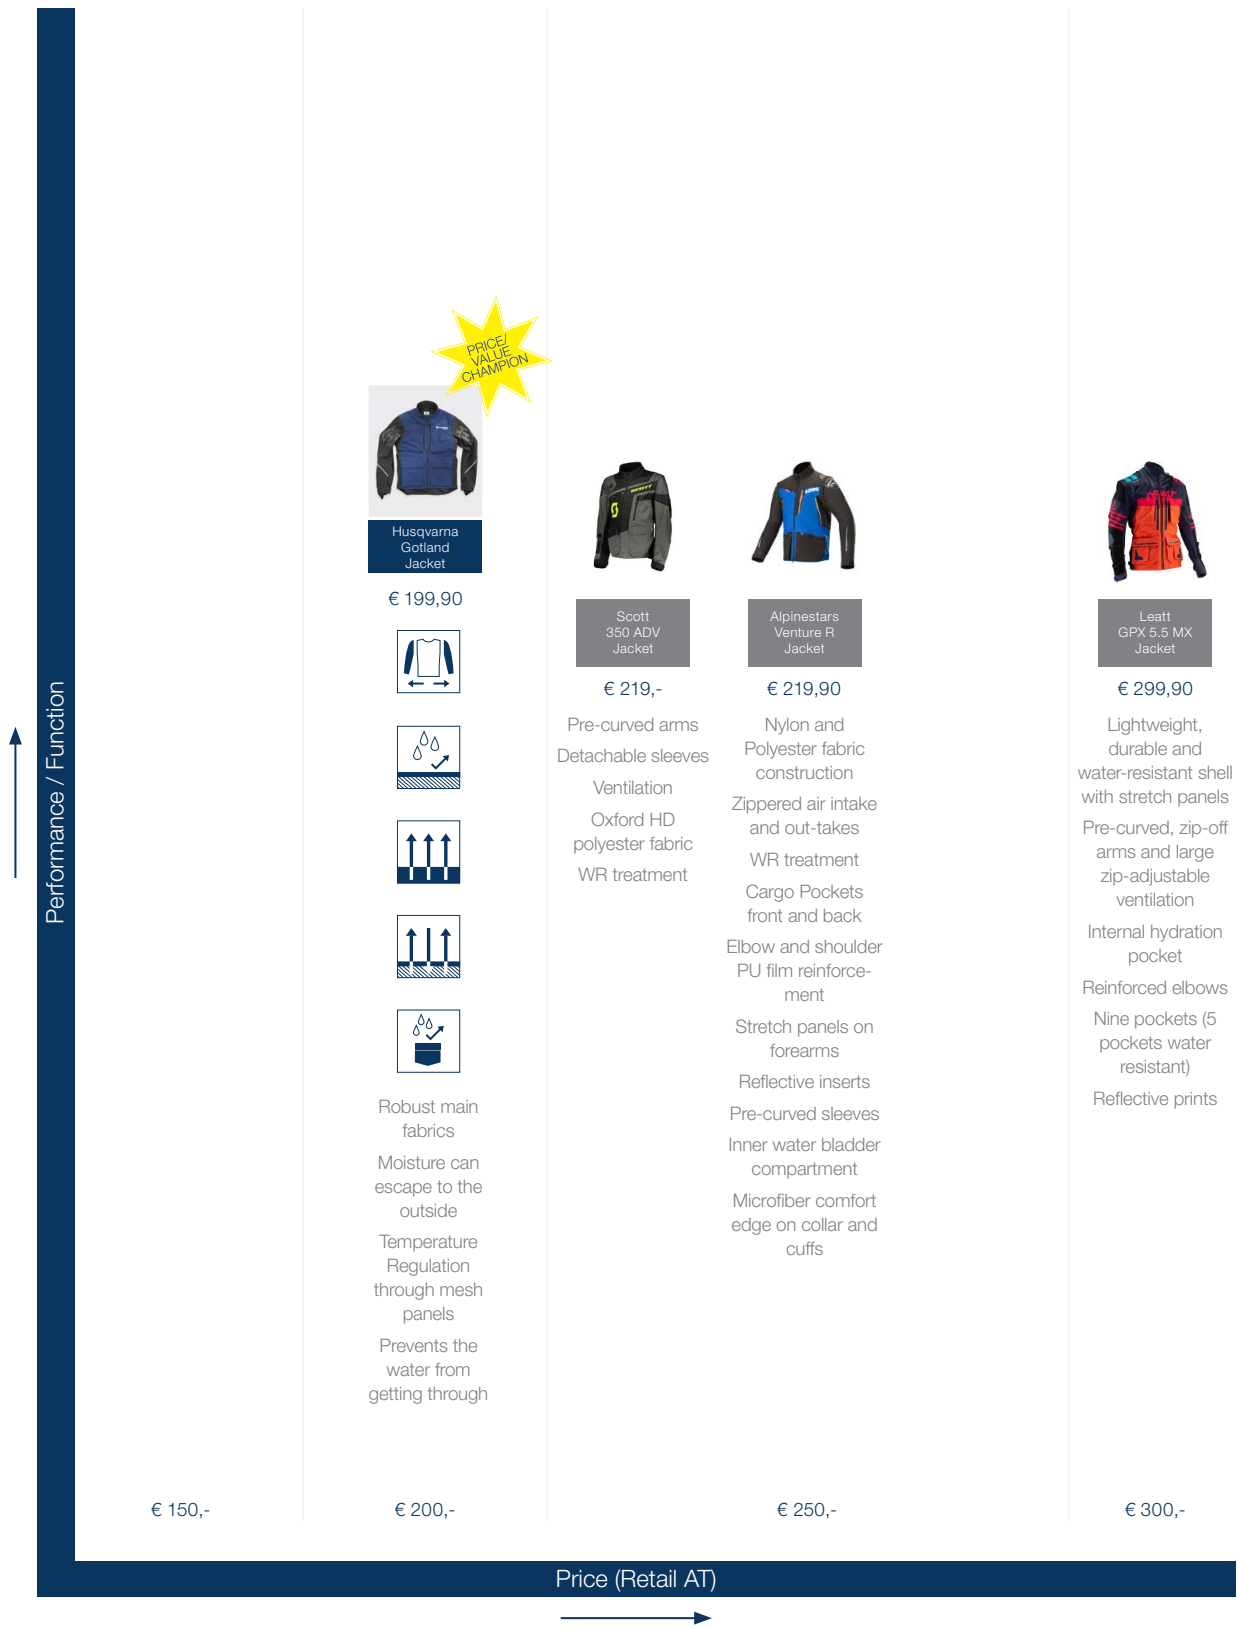 PRICE/
VALUE
CHAMPION
Husqvarna
Gotland
Jacket
€ 199,90
Robust main
fabrics
Moisture can
escape to the
outside
Temperature
Regulation
through mesh
panels
Prevents the
water from
getting through
SCOTT
Scott
350 ADV
Jacket
€ 219,-
Pre-curved arms
Detachable sleeves
Ventilation
Oxford HD
polyester fabric
WR treatment
Alpinestars
Venture R
Jacket
€ 219,90
Nylon and
Polyester fabric
construction
Zippered air intake
and out-takes
WR treatment
Cargo Pockets
front and back
Elbow and shoulder
PU film reinforce-
ment
Stretch panels on
forearms
Reflective inserts
Pre-curved sleeves
Inner water bladder
compartment
Microfiber comfort
edge on collar and
cuffs
Leatt
GPX 5.5 MX
Jacket
€ 299,90
Lightweight,
durable and
water-resistant shell
with stretch panels
Pre-curved, zip-off
arms and large
zip-adjustable
ventilation
Internal hydration
pocket
Reinforced elbows
Nine pockets (5
pockets water
resistant)
Reflective prints
Performance / Function
€ 150,-
€ 200,-
€ 250,-
€ 300,-
Price (Retail AT)